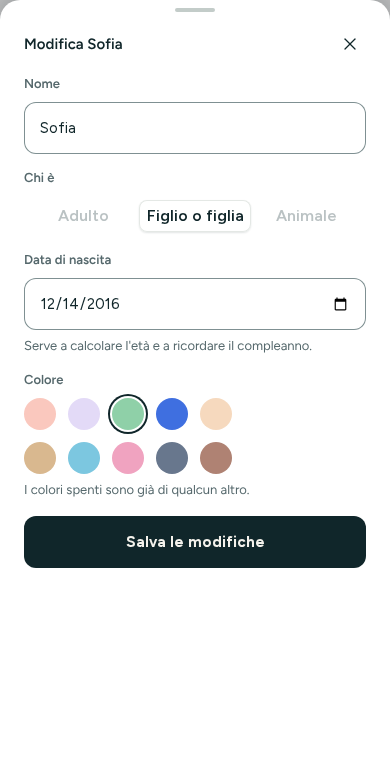 Modifica Sofia
Nome
Sofia
Chi è
Adulto Figlio o figlia Animale
Data di nascita
12/14/2016
Serve a calcolare l'età e a ricordare il compleanno.
Colore
I colori spenti sono già di qualcun altro.
Salva le modifiche